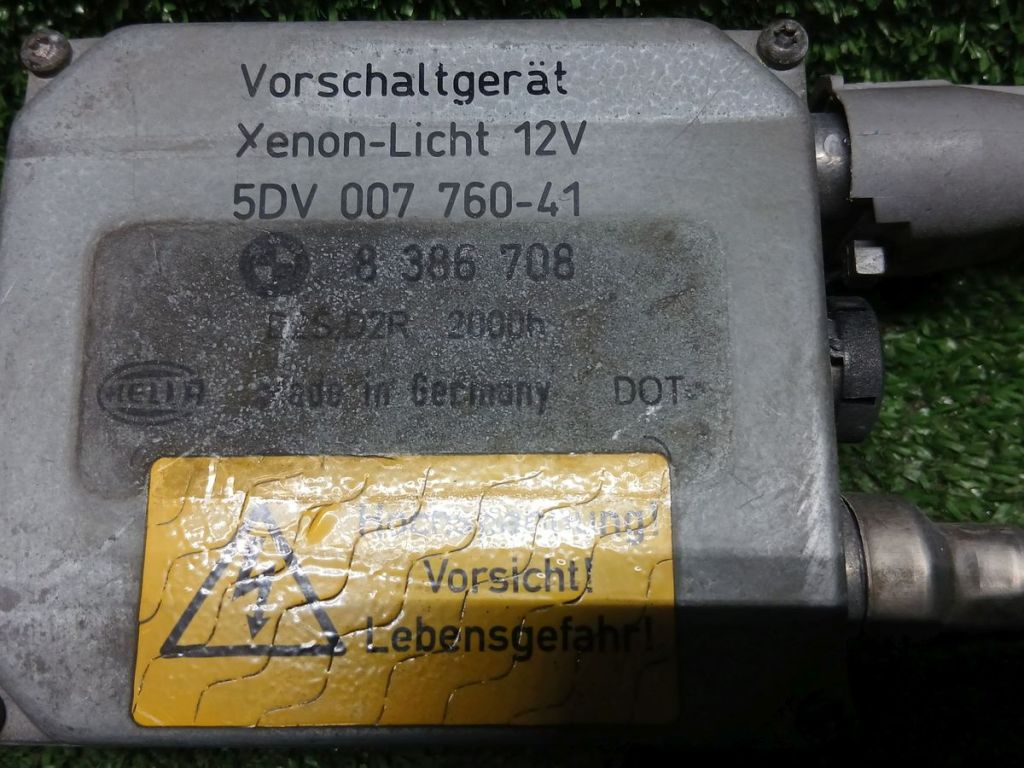 Vorschaltgerät
Xenon-Licht 12V
5DV 007 760-41
8 386 708
D2S/D2R 2000h
HELLA
Made in Germany DOT
Hochspannung!
Vorsicht!
Lebensgefahr!